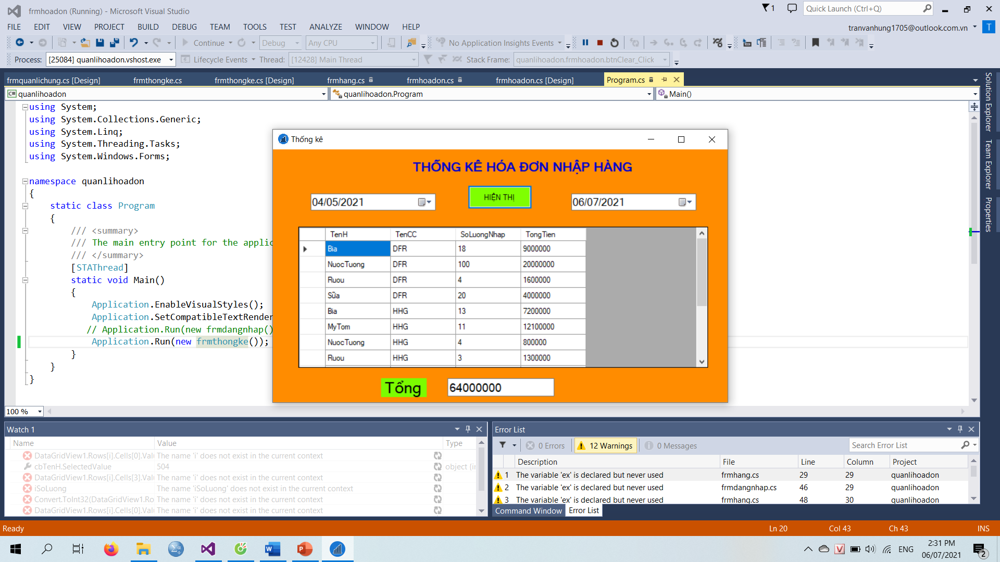 frmhoadon (Running) - Microsoft Visual Studio
1
Quick Launch (Ctrl+Q)
FILE EDIT VIEW PROJECT BUILD DEBUG TEAM TOOLS TEST ANALYZE WINDOW HELP
tranvanhung1705@outlook.com.vn T
Continue Debug Any CPU No Application Insights Events
Process: [25084] quanlihoadon.vshost.exe Lifecycle Events Thread: [12428] Main Thread Stack Frame: quanlihoadon.frmhoadon.btnClear_Click
frmquanlichung.cs [Design] frmthongke.cs frmthongke.cs [Design] frmhang.cs frmhoadon.cs frmhoadon.cs [Design] Program.cs
C# quanlihoadon quanlihoadon.Program Main()
using System;
using System.Collections.Generic;
using System.Linq;
using System.Threading.Tasks;
using System.Windows.Forms;
namespace quanlihoadon
{
static class Program
{
/// <summary>
/// The main entry point for the applic
/// </summary>
[STAThread]
static void Main()
{
Application.EnableVisualStyles();
Application.SetCompatibleTextRender
// Application.Run(new frmdangnhap()
Application.Run(new frmthongke());
}
}
}
100 %
Thống kê
THỐNG KÊ HÓA ĐƠN NHẬP HÀNG
04/05/2021 HIỆN THỊ 06/07/2021
TenH TenCC SoLuongNhap TongTien
Bia DFR 18 9000000
NuocTuong DFR 100 20000000
Ruou DFR 4 1600000
Sữa DFR 20 4000000
Bia HHG 13 7200000
MyTom HHG 11 12100000
NuocTuong HHG 4 800000
Ruou HHG 3 1300000
Tổng 64000000
Solution Explorer
Team Explorer
Properties
Watch 1
Name Value Type
DataGridView1.Rows[i].Cells[0].Valu The name 'i' does not exist in the current context
cbTenH.SelectedValue 504 object {in
DataGridView1.Rows[i].Cells[3].Valu The name 'i' does not exist in the current context
iSoLuong The name 'iSoLuong' does not exist in the current context
Convert.ToInt32(DataGridView1.Ro The name 'i' does not exist in the current context
DataGridView1.Rows[i].Cells[0].Valu The name 'i' does not exist in the current context
Error List
0 Errors 12 Warnings 0 Messages Search Error List
Description File Line Column Project
1 The variable 'ex' is declared but never used frmhang.cs 29 29 quanlihoadon
2 The variable 'ex' is declared but never used frmdangnhap.cs 46 29 quanlihoadon
3 The variable 'ex' is declared but never used frmhang.cs 48 30 quanlihoadon
Command Window Error List
Ready Ln 20 Col 43 Ch 43 INS
ENG
2:31 PM
06/07/2021
2